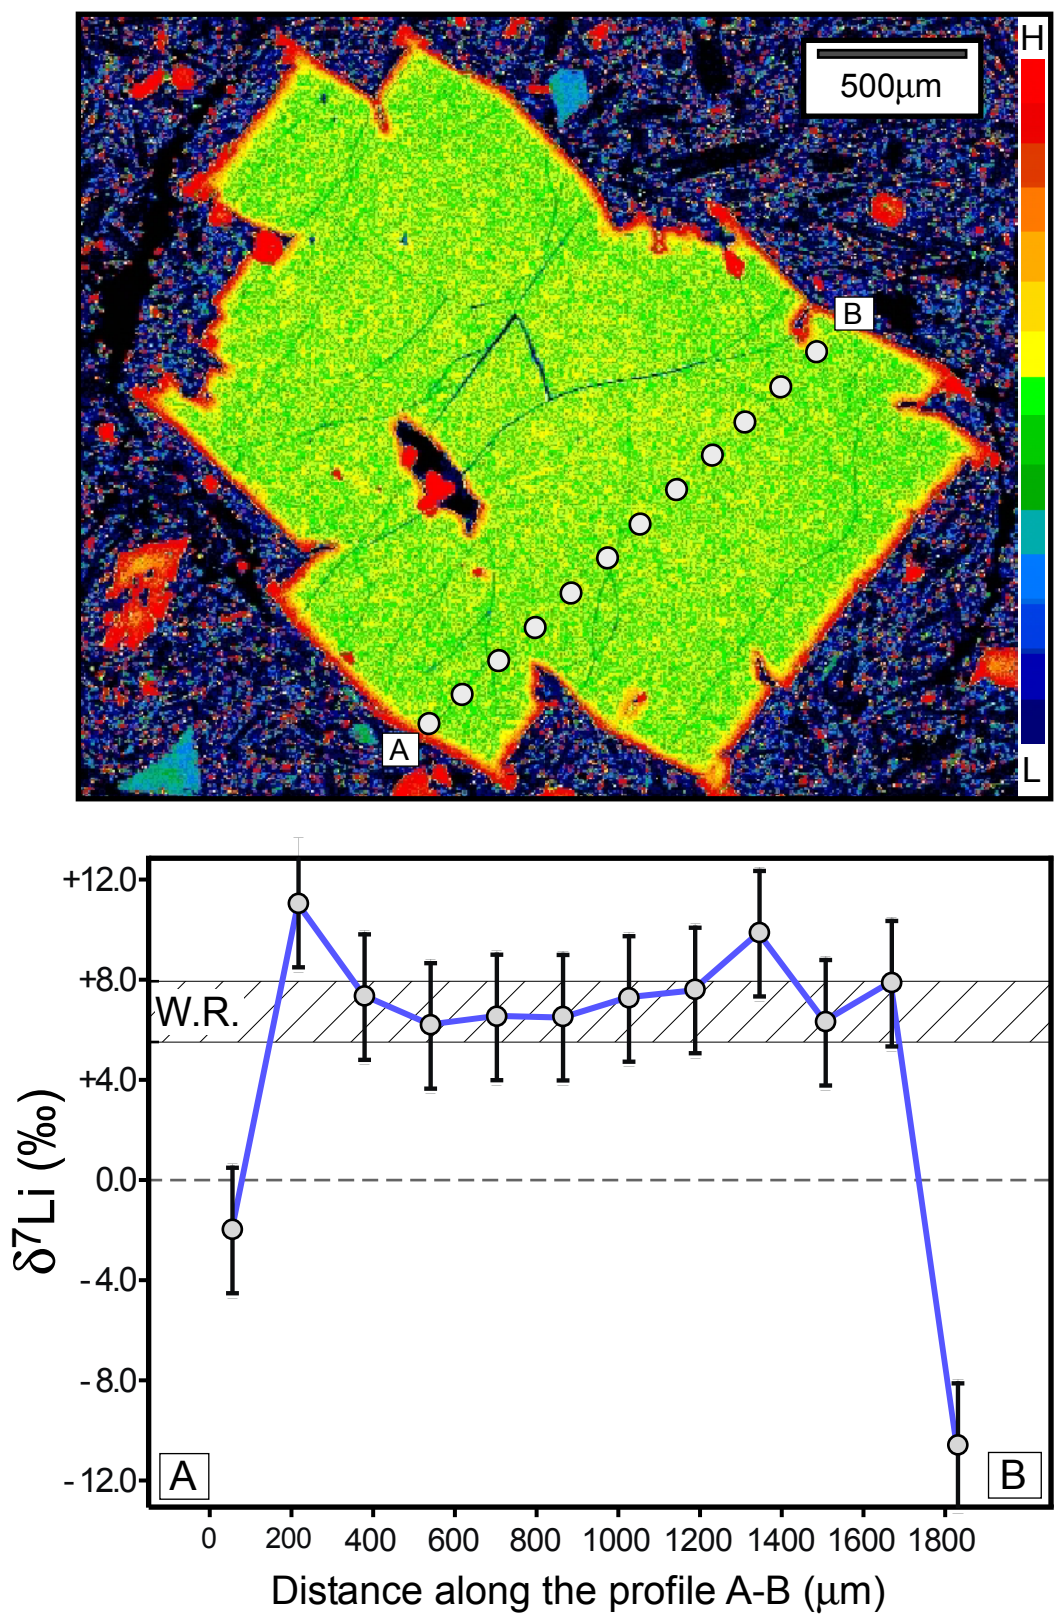 H
500μm
B
A
L
+12.0
+8.0
W.R.
+4.0
0.0
- 4.0
- 8.0
- 12.0
δ⁷Li (‰)
A
B
0 200 400 600 800 1000 1200 1400 1600 1800
Distance along the profile A-B (μm)